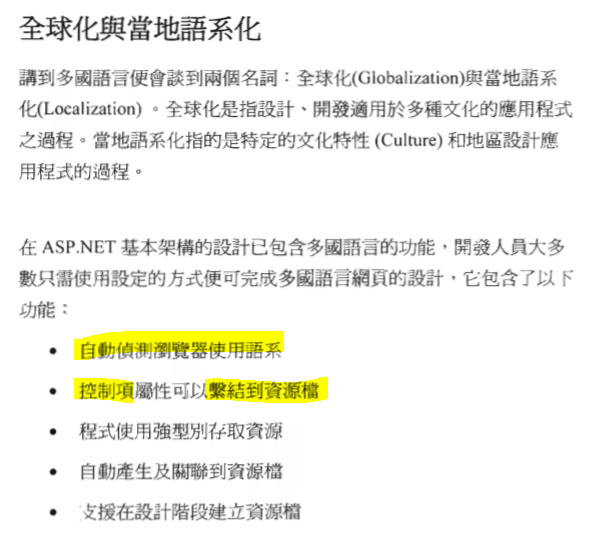 全球化與當地語系化
講到多國語言便會談到兩個名詞：全球化(Globalization)與當地語系
化(Localization) 。全球化是指設計、開發適用於多種文化的應用程式
之過程。當地語系化指的是特定的文化特性 (Culture) 和地區設計應
用程式的過程。
在 ASP.NET 基本架構的設計已包含多國語言的功能，開發人員大多
數只需使用設定的方式便可完成多國語言網頁的設計，它包含了以下
功能：
• 自動偵測瀏覽器使用語系
• 控制項屬性可以繫結到資源檔
• 程式使用強型別存取資源
• 自動產生及關聯到資源檔
• 支援在設計階段建立資源檔